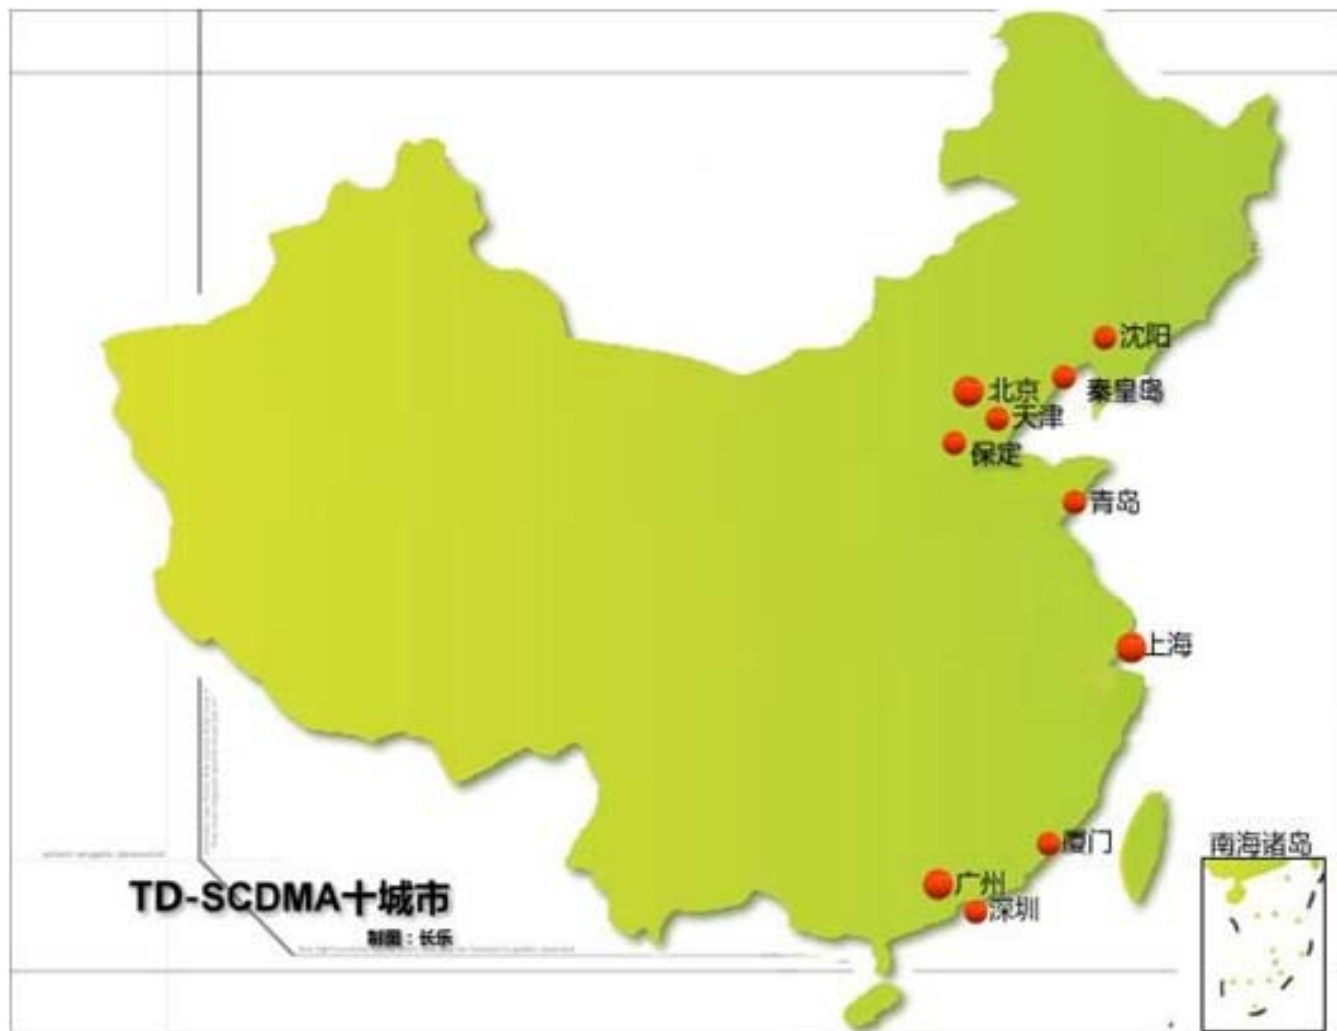 沈阳
秦皇岛
北京
天津
保定
青岛
上海
厦门
广州
深圳
南海诸岛
TD-SCDMA十城市
制图：长乐